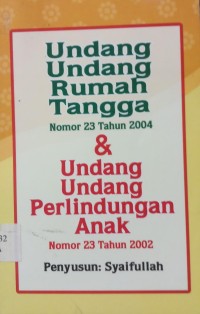 Undang
Undang
Rumah
Tangga
Nomor 23 Tahun 2004
&
Undang
Undang
Perlindungan
Anak
Nomor 23 Tahun 2002
Penyusun: Syaifullah